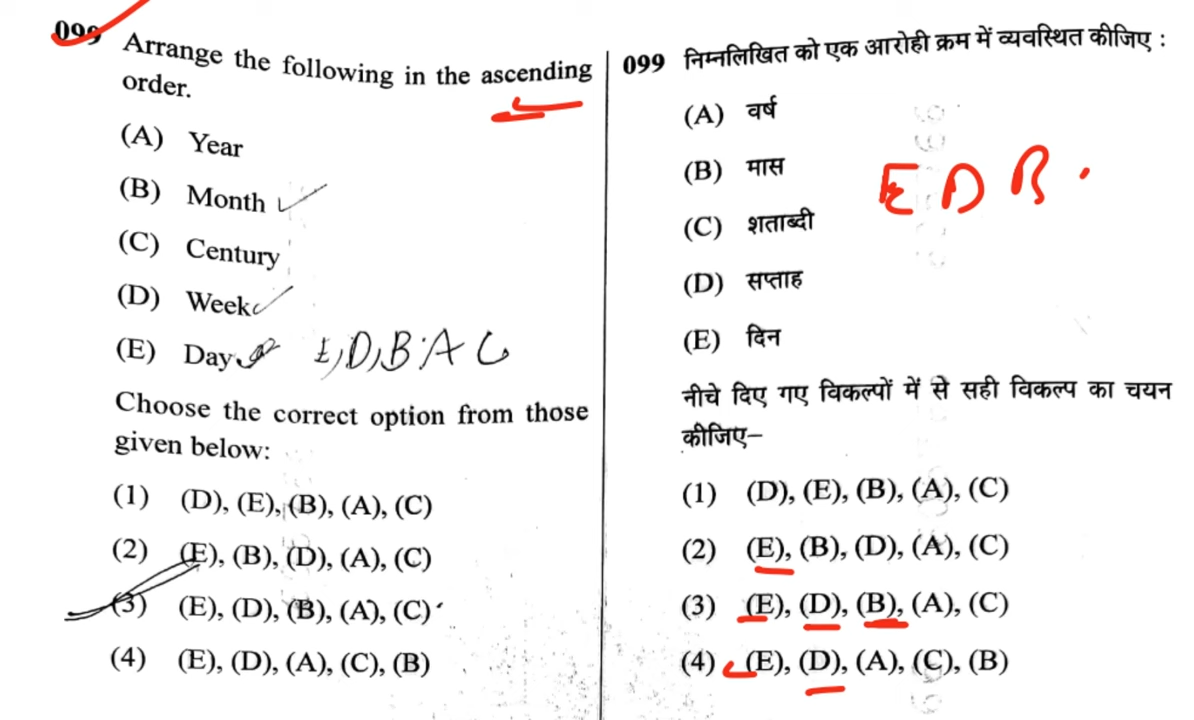 099
Arrange the following in the ascending
order.
(A) Year
(B) Month
(C) Century
(D) Week
(E) Day
E, D, B, A C
Choose the correct option from those
given below:
(1) (D), (E), (B), (A), (C)
(2) (E), (B), (D), (A), (C)
(3) (E), (D), (B), (A), (C)
(4) (E), (D), (A), (C), (B)
099 निम्नलिखित को एक आरोही क्रम में व्यवस्थित कीजिए :
(A) वर्ष
(B) मास
(C) शताब्दी
(D) सप्ताह
(E) दिन
E D B
नीचे दिए गए विकल्पों में से सही विकल्प का चयन
कीजिए–
(1) (D), (E), (B), (A), (C)
(2) (E), (B), (D), (A), (C)
(3) (E), (D), (B), (A), (C)
(4) (E), (D), (A), (C), (B)